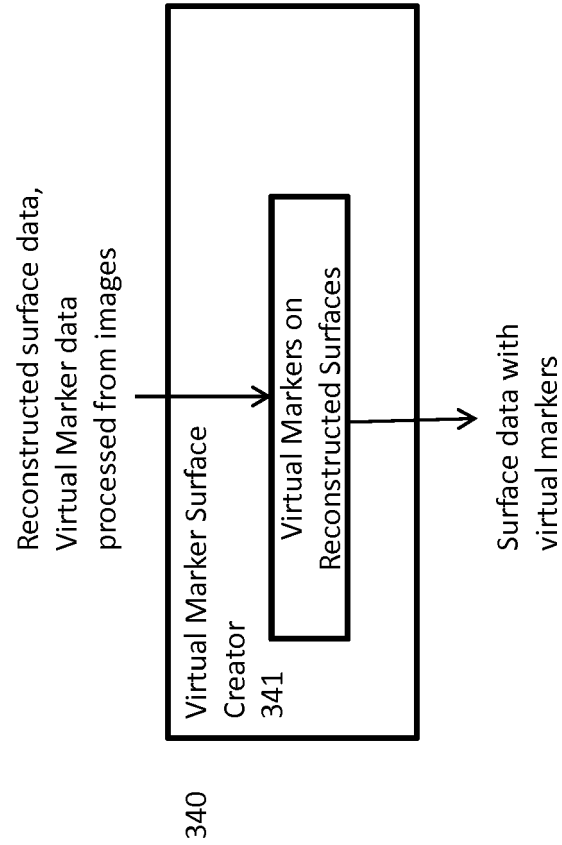 Reconstructed surface data,
Virtual Marker data
processed from images
340
Virtual Marker Surface
Creator
341
Virtual Markers on
Reconstructed Surfaces
Surface data with
virtual markers